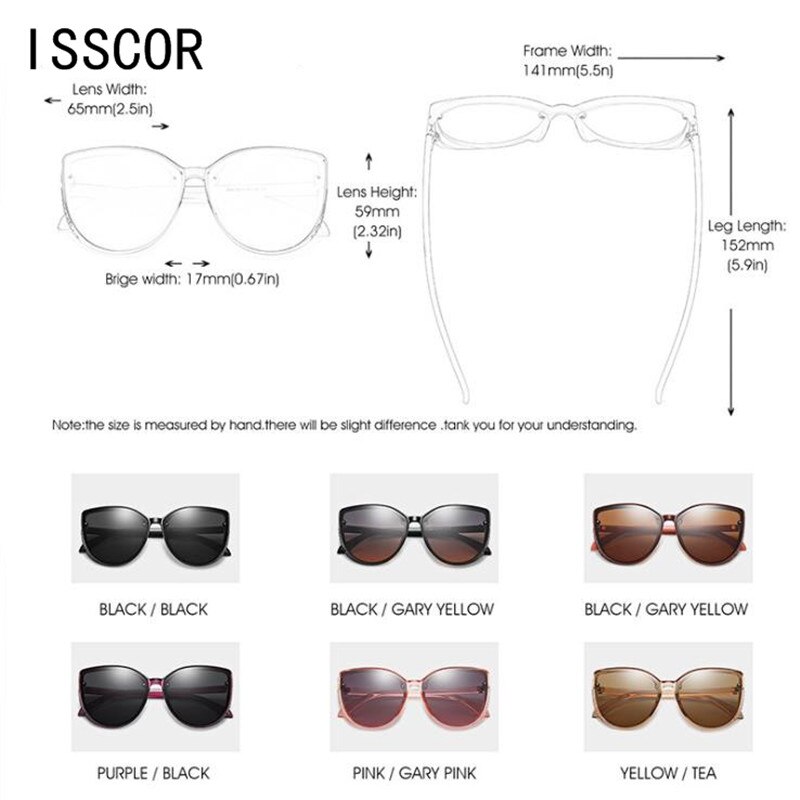 ISSCOR
Lens Width:
65mm(2.5in)
Frame Width:
141mm(5.5n)
Lens Height:
59mm
(2.32in)
Leg Length:
152mm
(5.9in)
Brige width: 17mm(0.67in)
Note:the size is measured by hand.there will be slight difference .tank you for your understanding.
BLACK / BLACK
BLACK / GARY YELLOW
BLACK / GARY YELLOW
PURPLE / BLACK
PINK / GARY PINK
YELLOW / TEA